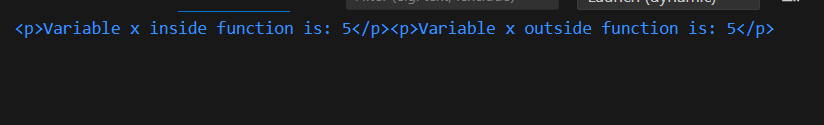 <p>Variable x inside function is: 5</p><p>Variable x outside function is: 5</p>